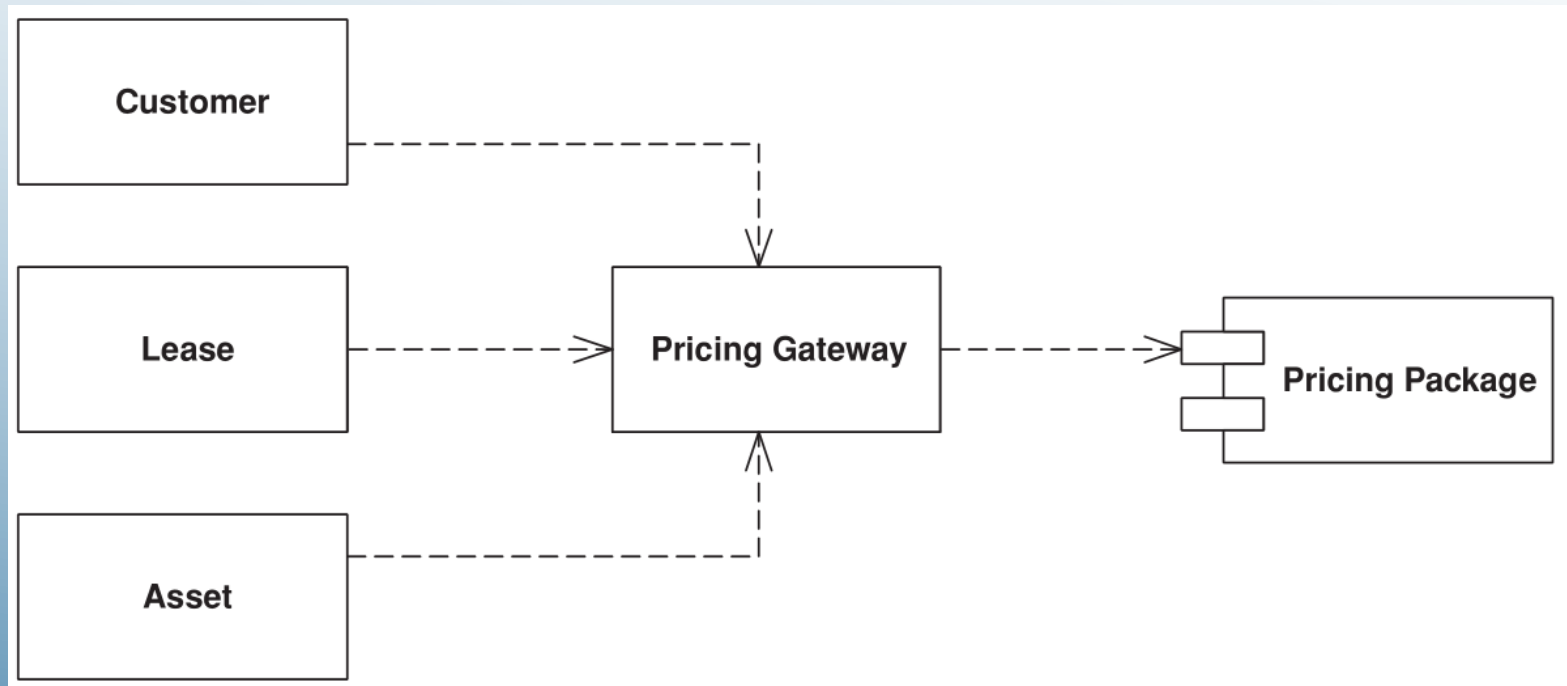 Customer
Lease
Pricing Gateway
Pricing Package
Asset